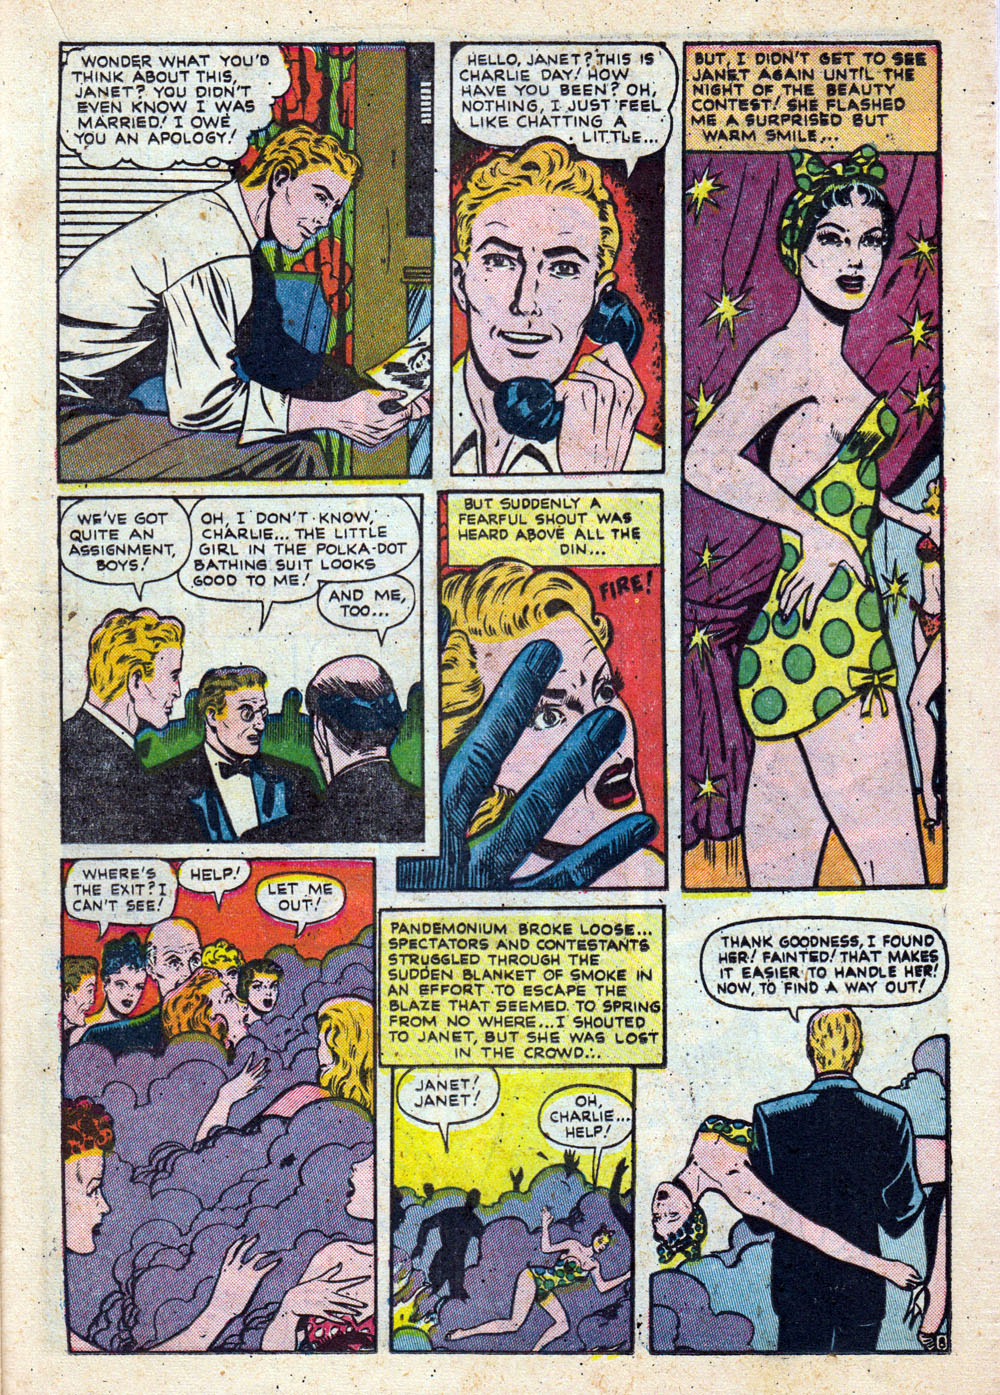 WONDER WHAT YOU'D
THINK ABOUT THIS,
JANET? YOU DIDN'T
EVEN KNOW I WAS
MARRIED! I OWE
YOU AN APOLOGY!
HELLO, JANET? THIS IS
CHARLIE DAY! HOW
HAVE YOU BEEN? OH,
NOTHING, I JUST FEEL
LIKE CHATTING A
LITTLE...
BUT, I DIDN'T GET TO SEE
JANET AGAIN UNTIL THE
NIGHT OF THE BEAUTY
CONTEST! SHE FLASHED
ME A SURPRISED BUT
WARM SMILE...
WE'VE GOT
QUITE AN
ASSIGNMENT,
BOYS!
OH, I DON'T KNOW,
CHARLIE... THE LITTLE
GIRL IN THE POLKA-DOT
BATHING SUIT LOOKS
GOOD TO ME!
AND ME,
TOO...
BUT SUDDENLY A
FEARFUL SHOUT WAS
HEARD ABOVE ALL THE
DIN...
FIRE!
WHERE'S
THE EXIT? I
CAN'T SEE!
HELP!
LET ME
OUT!
PANDEMONIUM BROKE LOOSE...
SPECTATORS AND CONTESTANTS
STRUGGLED THROUGH THE
SUDDEN BLANKET OF SMOKE IN
AN EFFORT TO ESCAPE THE
BLAZE THAT SEEMED TO SPRING
FROM NO WHERE... I SHOUTED
TO JANET, BUT SHE WAS LOST
IN THE CROWD...
JANET!
JANET!
OH,
CHARLIE...
HELP!
THANK GOODNESS, I FOUND
HER! FAINTED! THAT MAKES
IT EASIER TO HANDLE HER!
NOW, TO FIND A WAY OUT!